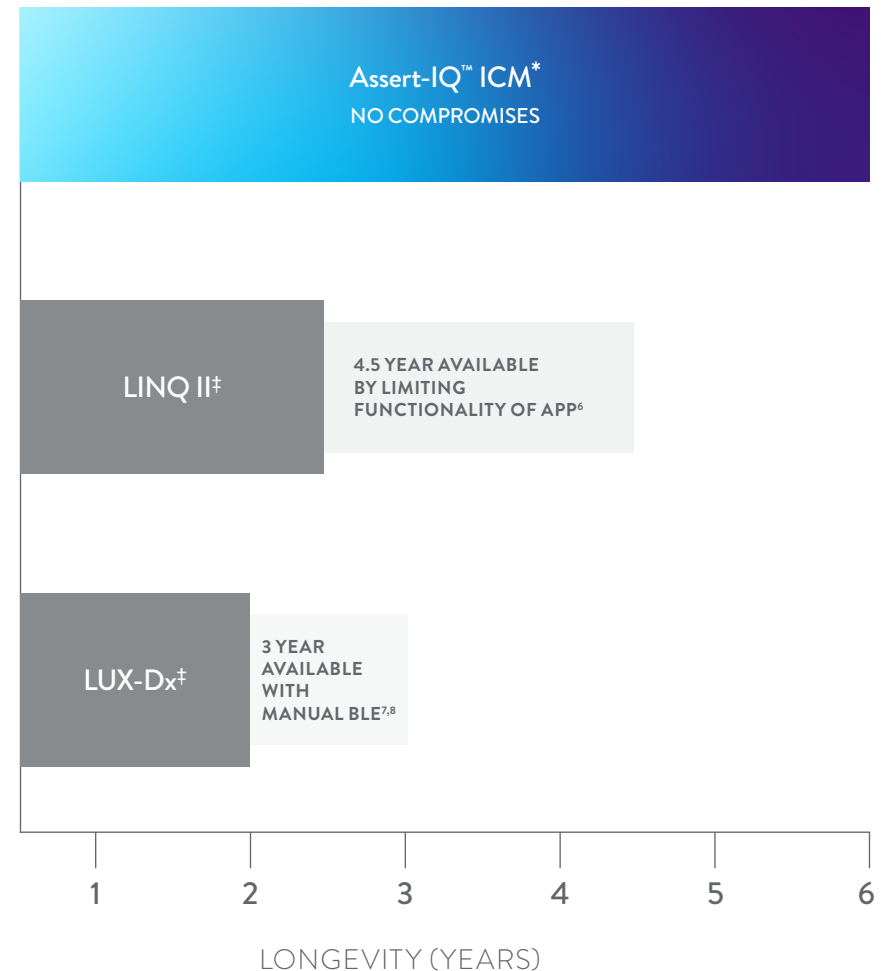 Assert-IQ™ ICM*
NO COMPROMISES
LINQ II‡
4.5 YEAR AVAILABLE
BY LIMITING
FUNCTIONALITY OF APP⁶
LUX-Dx‡
3 YEAR
AVAILABLE
WITH
MANUAL BLE⁷,⁸
1 2 3 4 5 6
LONGEVITY (YEARS)